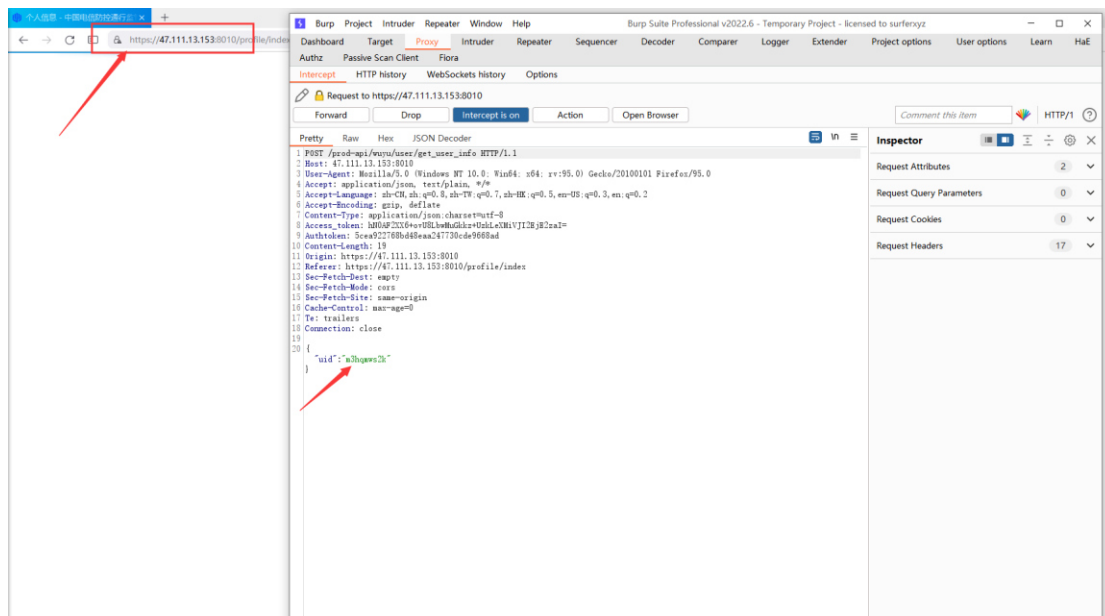 个人信息 - 中国电信防控通行云
https://47.111.13.153:8010/profile/index
Burp Project Intruder Repeater Window Help
Burp Suite Professional v2022.6 - Temporary Project - licensed to surferxyz
Dashboard Target Proxy Intruder Repeater Sequencer Decoder Comparer Logger Extender Project options User options Learn HaE
Authz Passive Scan Client Flora
Intercept HTTP history WebSockets history Options
Request to https://47.111.13.153:8010
Forward Drop Intercept is on Action Open Browser Comment this item HTTP/1
Pretty Raw Hex JSON Decoder \n
Inspector
1 POST /prod-api/wuyu/user/get_user_info HTTP/1.1
2 Host: 47.111.13.153:8010
3 User-Agent: Mozilla/5.0 (Windows NT 10.0; Win64; x64; rv:95.0) Gecko/20100101 Firefox/95.0
4 Accept: application/json, text/plain, */*
5 Accept-Language: zh-CN,zh;q=0.8,zh-TW;q=0.7,zh-HK;q=0.5,en-US;q=0.3,en;q=0.2
6 Accept-Encoding: gzip, deflate
7 Content-Type: application/json;charset=utf-8
8 Access_token:
9 Authtoken: 5cea922768bd48eaa247730cde9668ad
10 Content-Length: 19
11 Origin: https://47.111.13.153:8010
12 Referer: https://47.111.13.153:8010/profile/index
13 Sec-Fetch-Dest: empty
14 Sec-Fetch-Mode: cors
15 Sec-Fetch-Site: same-origin
16 Cache-Control: max-age=0
17 Te: trailers
18 Connection: close
19
20 {
"uid":"m3hqmws2k"
}
Request Attributes 2
Request Query Parameters 0
Request Cookies 0
Request Headers 17